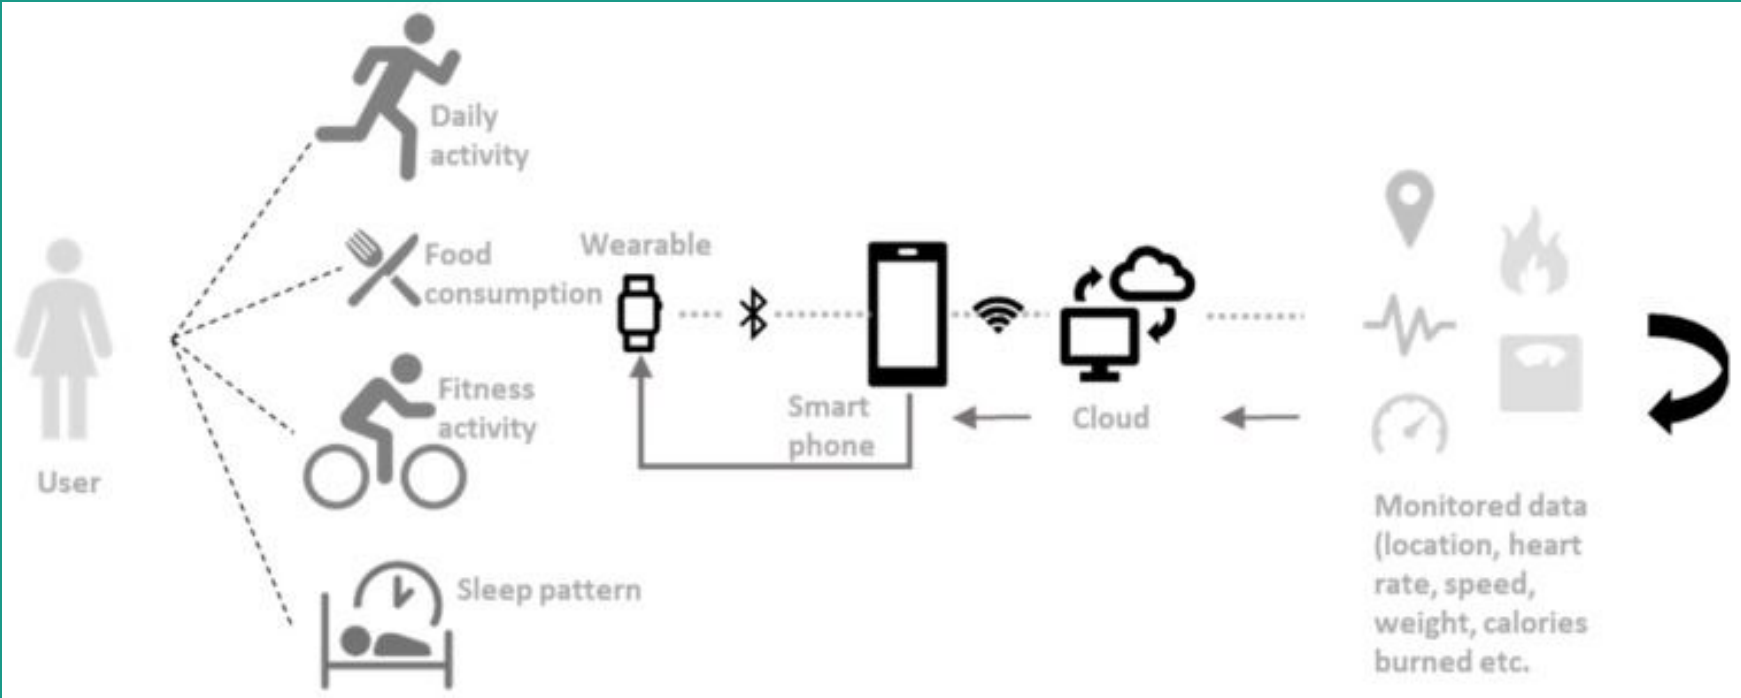 Daily
activity
Food
consumption
Fitness
activity
Sleep pattern
User
Wearable
Smart
phone
Cloud
Monitored data
(location, heart
rate, speed,
weight, calories
burned etc.